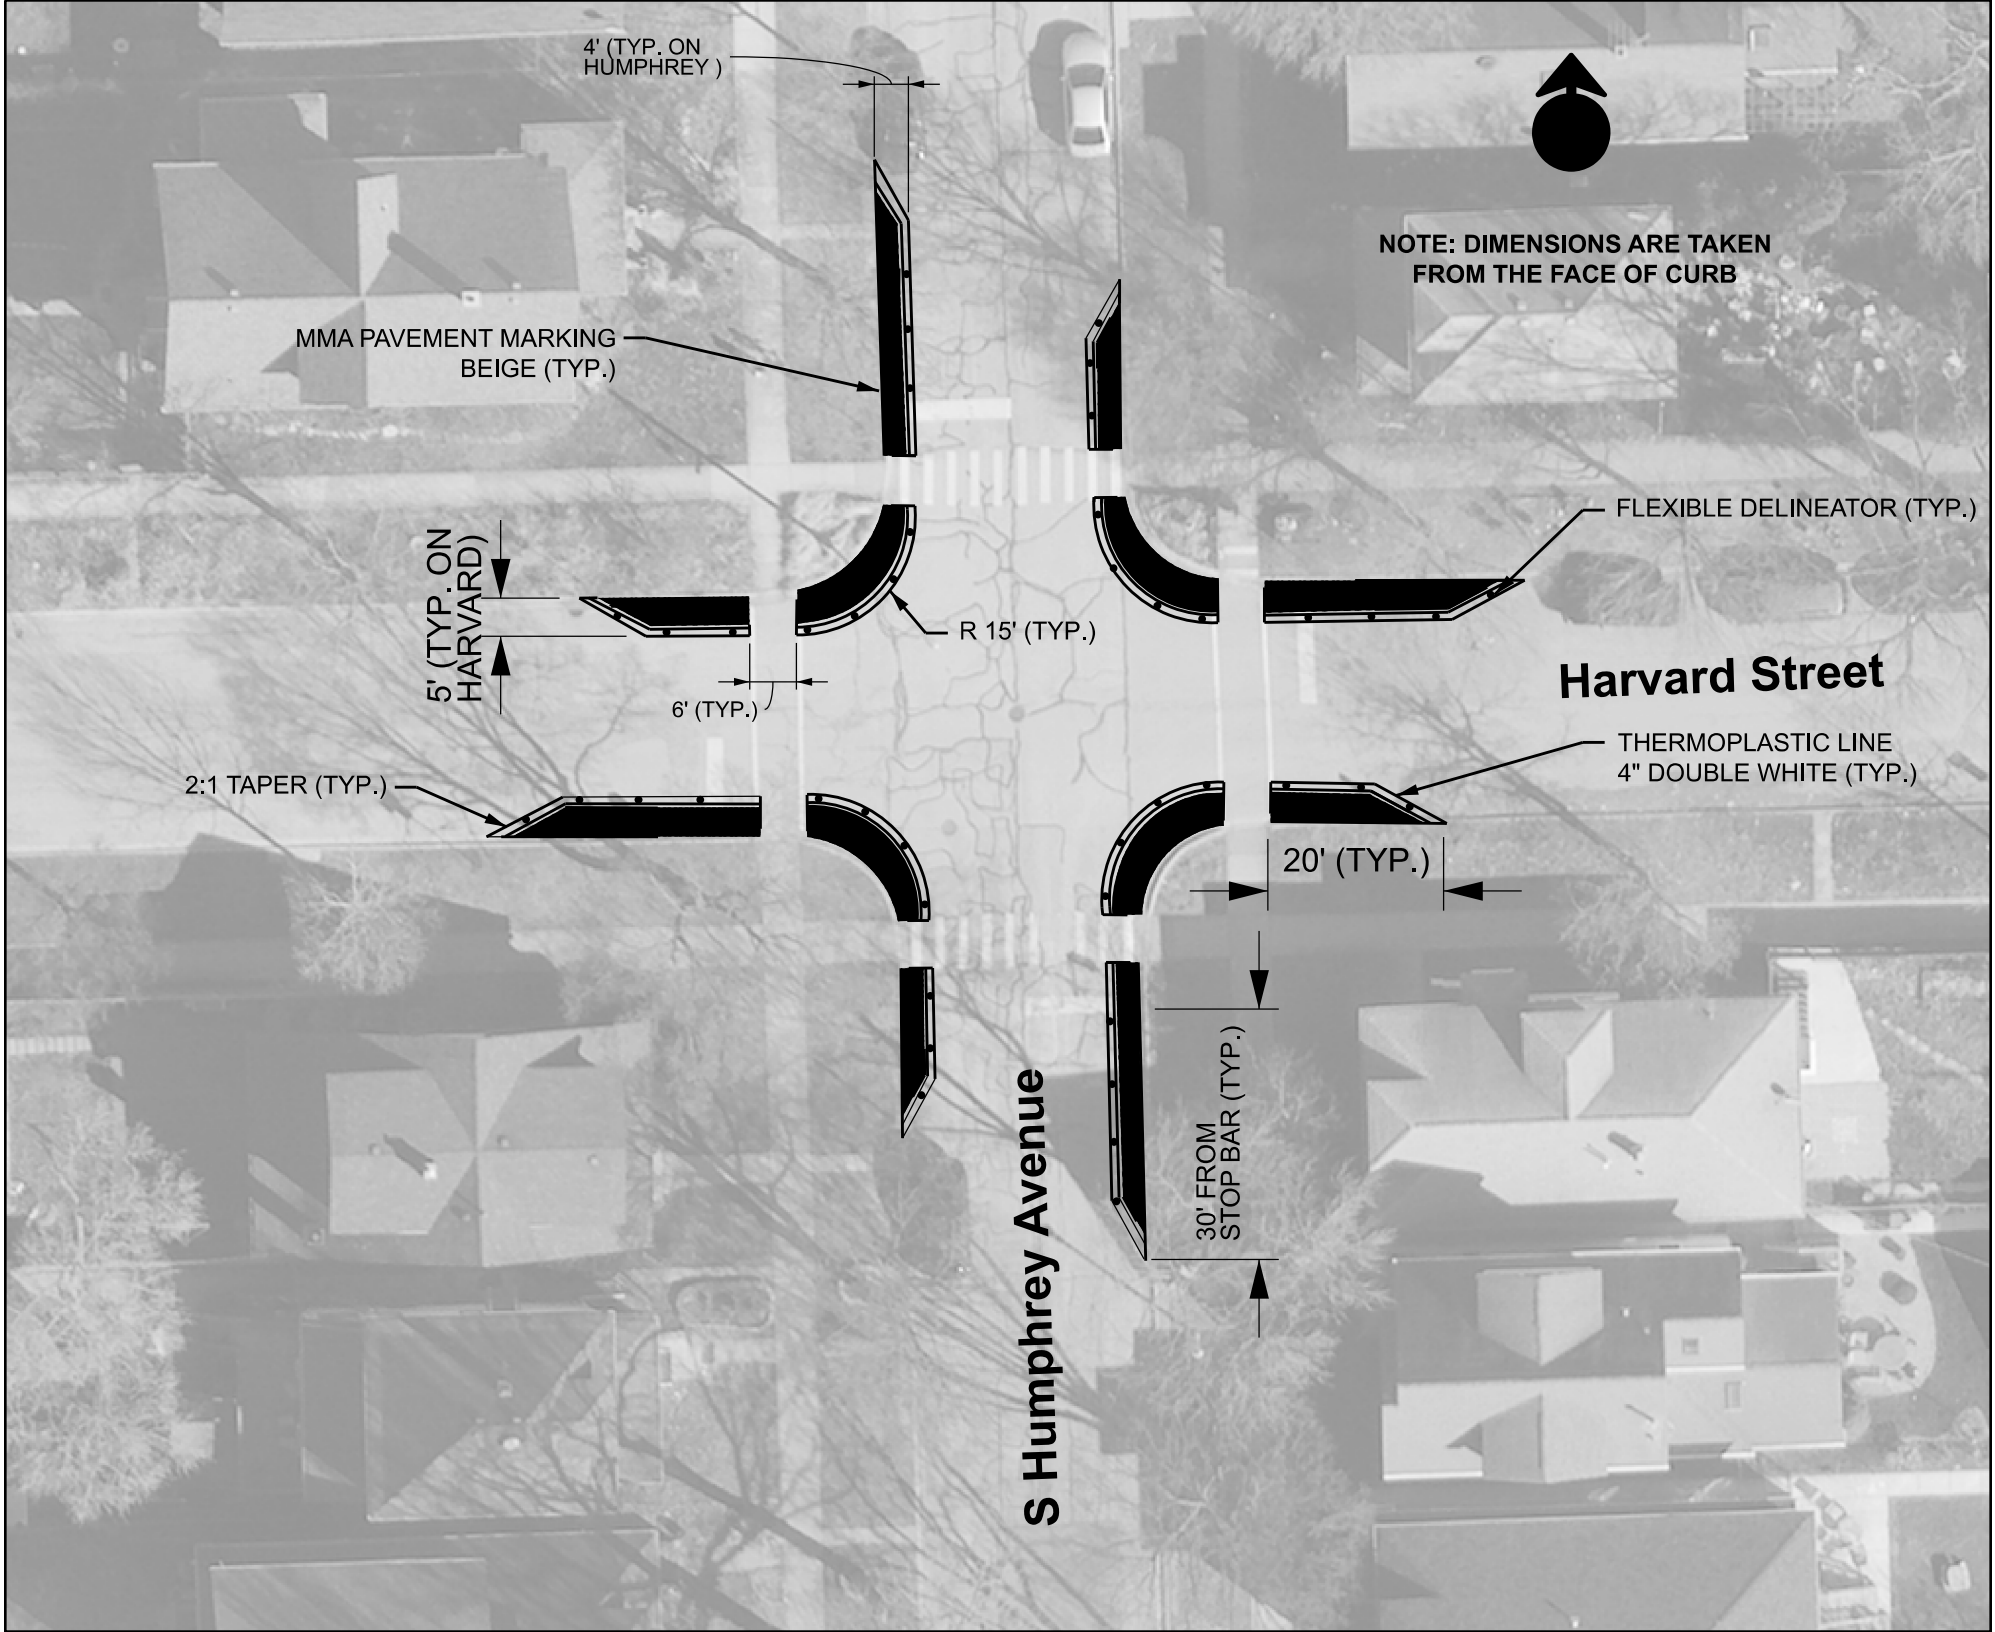 4' (TYP. ON
HUMPHREY )
NOTE: DIMENSIONS ARE TAKEN
FROM THE FACE OF CURB
MMA PAVEMENT MARKING
BEIGE (TYP.)
FLEXIBLE DELINEATOR (TYP.)
5' (TYP. ON
HARVARD)
R 15' (TYP.)
6' (TYP.)
Harvard Street
THERMOPLASTIC LINE
4" DOUBLE WHITE (TYP.)
2:1 TAPER (TYP.)
20' (TYP.)
30' FROM
STOP BAR (TYP.)
S Humphrey Avenue